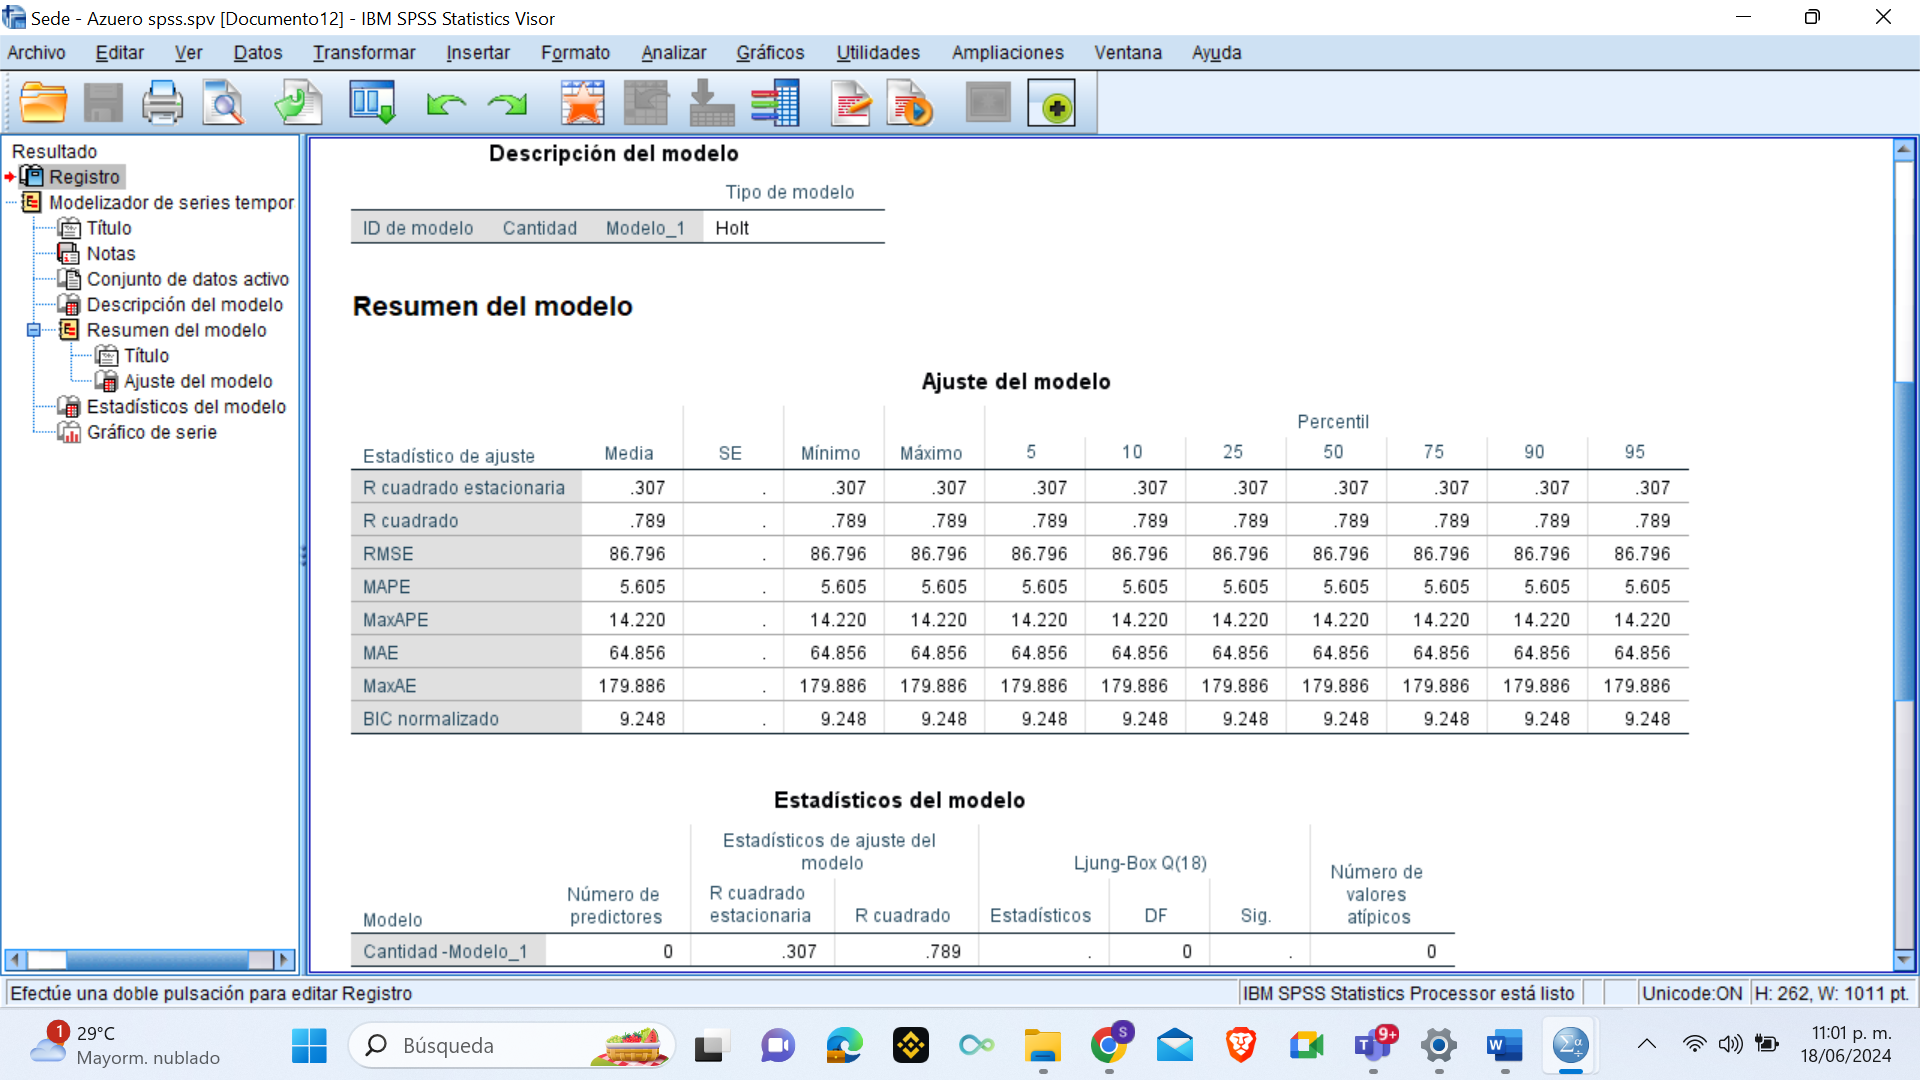 Sede - Azuero spss.spv [Documento12] - IBM SPSS Statistics Visor
Archivo Editar Ver Datos Transformar Insertar Formato Analizar Gráficos Utilidades Ampliaciones Ventana Ayuda
Resultado
Registro
Modelizador de series tempor
Título
Notas
Conjunto de datos activo
Descripción del modelo
Resumen del modelo
Título
Ajuste del modelo
Estadísticos del modelo
Gráfico de serie
Descripción del modelo
Tipo de modelo
ID de modelo Cantidad Modelo_1 Holt
Resumen del modelo
Ajuste del modelo
Percentil
Estadístico de ajuste Media SE Mínimo Máximo 5 10 25 50 75 90 95
R cuadrado estacionaria .307 . .307 .307 .307 .307 .307 .307 .307 .307 .307
R cuadrado .789 . .789 .789 .789 .789 .789 .789 .789 .789 .789
RMSE 86.796 . 86.796 86.796 86.796 86.796 86.796 86.796 86.796 86.796 86.796
MAPE 5.605 . 5.605 5.605 5.605 5.605 5.605 5.605 5.605 5.605 5.605
MaxAPE 14.220 . 14.220 14.220 14.220 14.220 14.220 14.220 14.220 14.220 14.220
MAE 64.856 . 64.856 64.856 64.856 64.856 64.856 64.856 64.856 64.856 64.856
MaxAE 179.886 . 179.886 179.886 179.886 179.886 179.886 179.886 179.886 179.886 179.886
BIC normalizado 9.248 . 9.248 9.248 9.248 9.248 9.248 9.248 9.248 9.248 9.248
Estadísticos del modelo
Estadísticos de ajuste del
modelo
Ljung-Box Q(18)
Número de
valores
atípicos
Modelo
Número de
predictores
R cuadrado
estacionaria
R cuadrado Estadísticos DF Sig.
Cantidad -Modelo_1 0 .307 .789 . 0 . 0
Efectúe una doble pulsación para editar Registro
IBM SPSS Statistics Processor está listo
Unicode:ON H: 262, W: 1011 pt.
1
29°C
Mayorm. nublado
Búsqueda
S
9+
T
W
11:01 p. m.
18/06/2024